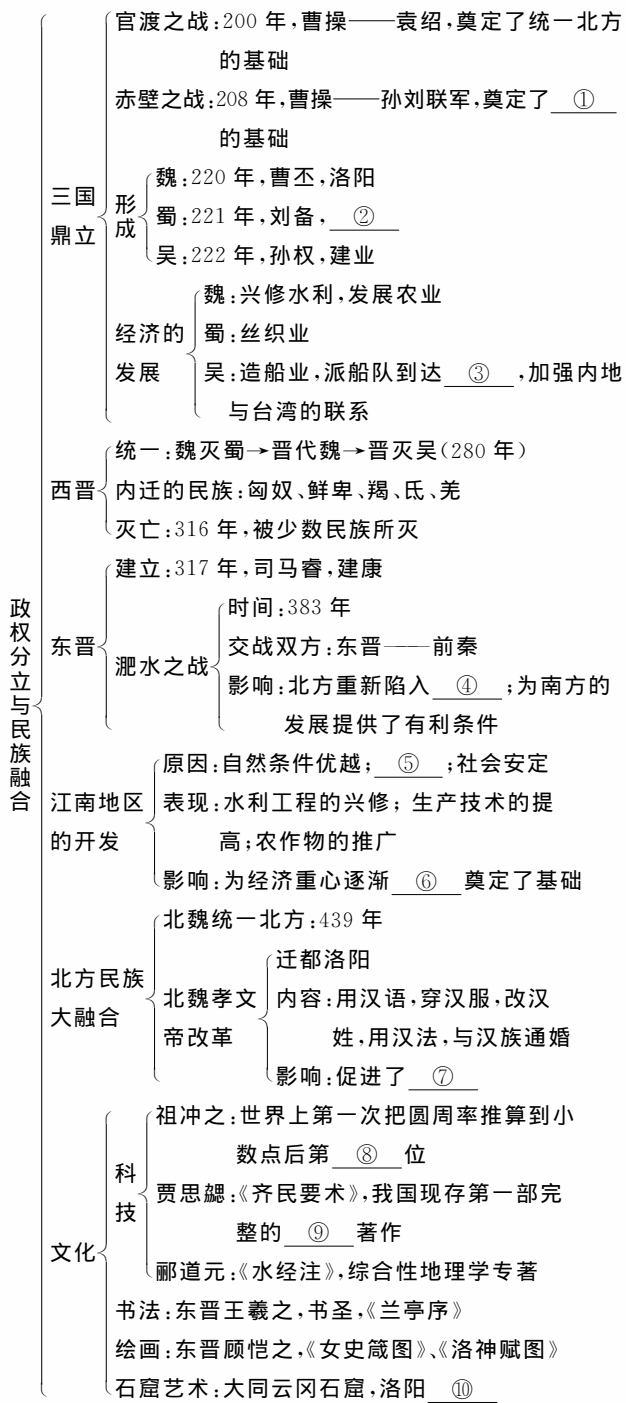 官渡之战:200 年,曹操——袁绍,奠定了统一北方
的基础
赤壁之战:208 年,曹操——孙刘联军,奠定了 ①
的基础
三国
鼎立
形成
魏:220 年,曹丕,洛阳
蜀:221 年,刘备, ②
吴:222 年,孙权,建业
经济的
发展
魏:兴修水利,发展农业
蜀:丝织业
吴:造船业,派船队到达 ③ ,加强内地
与台湾的联系
西晋
统一:魏灭蜀→晋代魏→晋灭吴(280 年)
内迁的民族:匈奴、鲜卑、羯、氐、羌
灭亡:316 年,被少数民族所灭
政权分立与民族融合
东晋
建立:317 年,司马睿,建康
淝水之战
时间:383 年
交战双方:东晋——前秦
影响:北方重新陷入 ④ ;为南方的
发展提供了有利条件
江南地区
的开发
原因:自然条件优越; ⑤ ;社会安定
表现:水利工程的兴修; 生产技术的提
高;农作物的推广
影响:为经济重心逐渐 ⑥ 奠定了基础
北方民族
大融合
北魏统一北方:439 年
北魏孝文
帝改革
迁都洛阳
内容:用汉语,穿汉服,改汉
姓,用汉法,与汉族通婚
影响:促进了 ⑦
文化
科技
祖冲之:世界上第一次把圆周率推算到小
数点后第 ⑧ 位
贾思勰:《齐民要术》,我国现存第一部完
整的 ⑨ 著作
郦道元:《水经注》,综合性地理学专著
书法:东晋王羲之,书圣,《兰亭序》
绘画:东晋顾恺之,《女史箴图》、《洛神赋图》
石窟艺术:大同云冈石窟,洛阳 ⑩